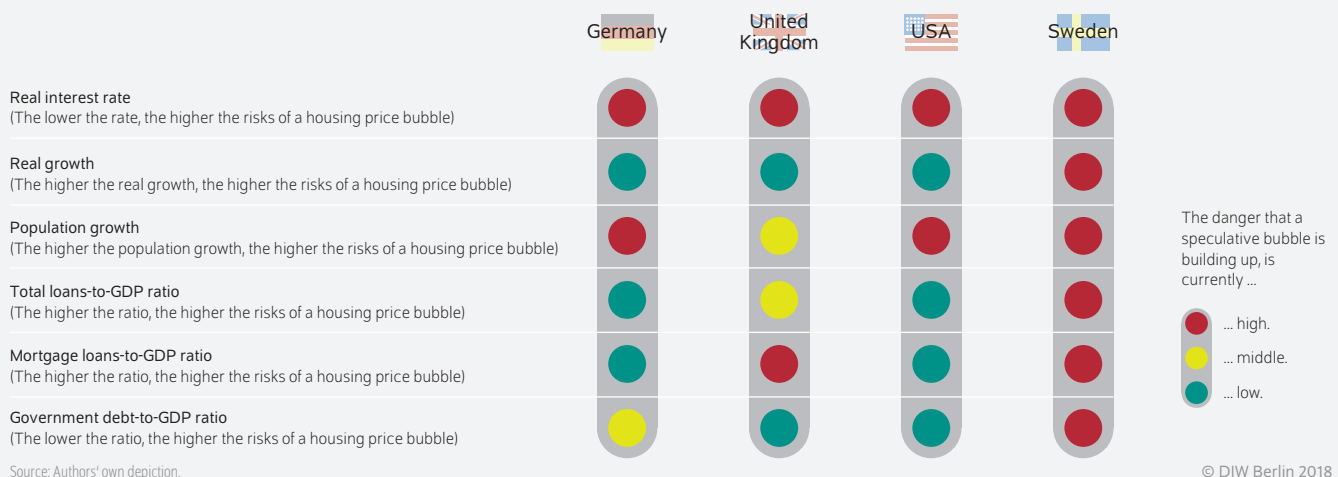 Germany
United
Kingdom
USA
Sweden
Real interest rate
(The lower the rate, the higher the risks of a housing price bubble)
Real growth
(The higher the real growth, the higher the risks of a housing price bubble)
Population growth
(The higher the population growth, the higher the risks of a housing price bubble)
Total loans-to-GDP ratio
(The higher the ratio, the higher the risks of a housing price bubble)
Mortgage loans-to-GDP ratio
(The higher the ratio, the higher the risks of a housing price bubble)
Government debt-to-GDP ratio
(The lower the ratio, the higher the risks of a housing price bubble)
The danger that a
speculative bubble is
building up, is
currently ...
... high.
... middle.
... low.
Source: Authors' own depiction.
© DIW Berlin 2018